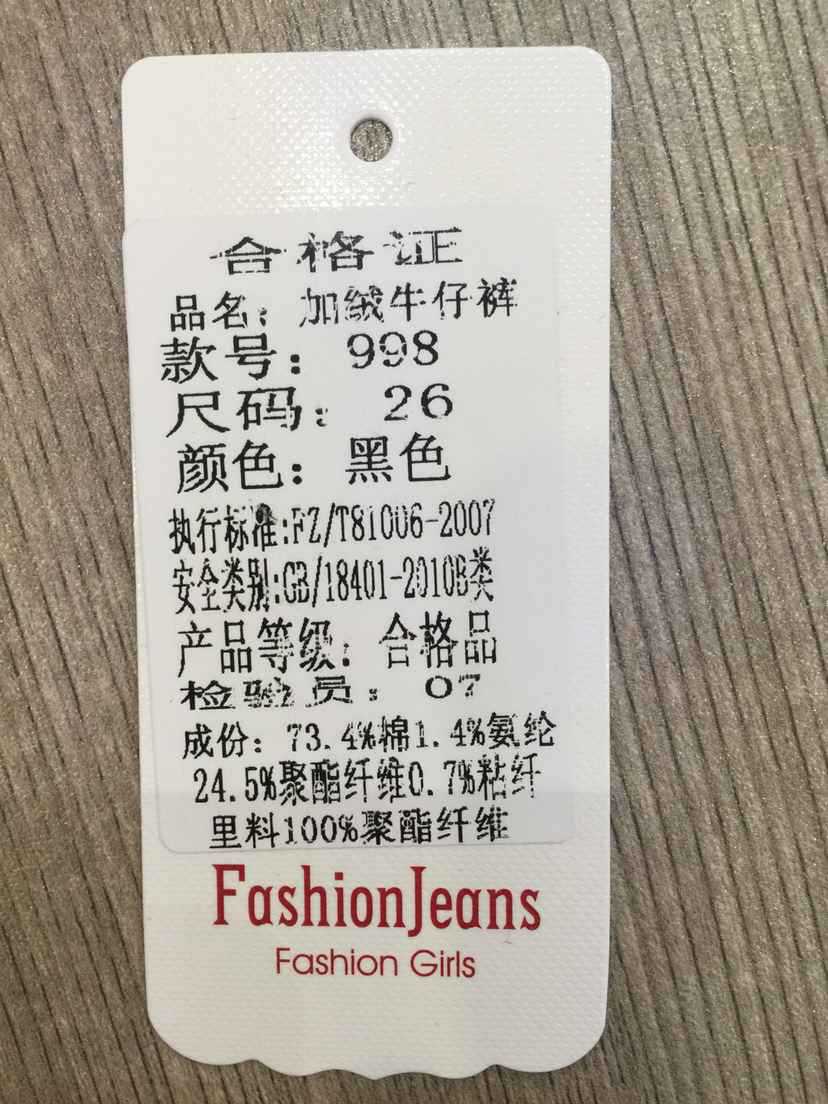 合格证
品名：加绒牛仔裤
款号：998
尺码：26
颜色：黑色
执行标准:FZ/T81006-2007
安全类别:GB/18401-2010B类
产品等级：合格品
检验员：07
成份：73.4%棉1.4%氨纶
24.5%聚酯纤维0.7%粘纤
里料100%聚酯纤维
FashionJeans
Fashion Girls